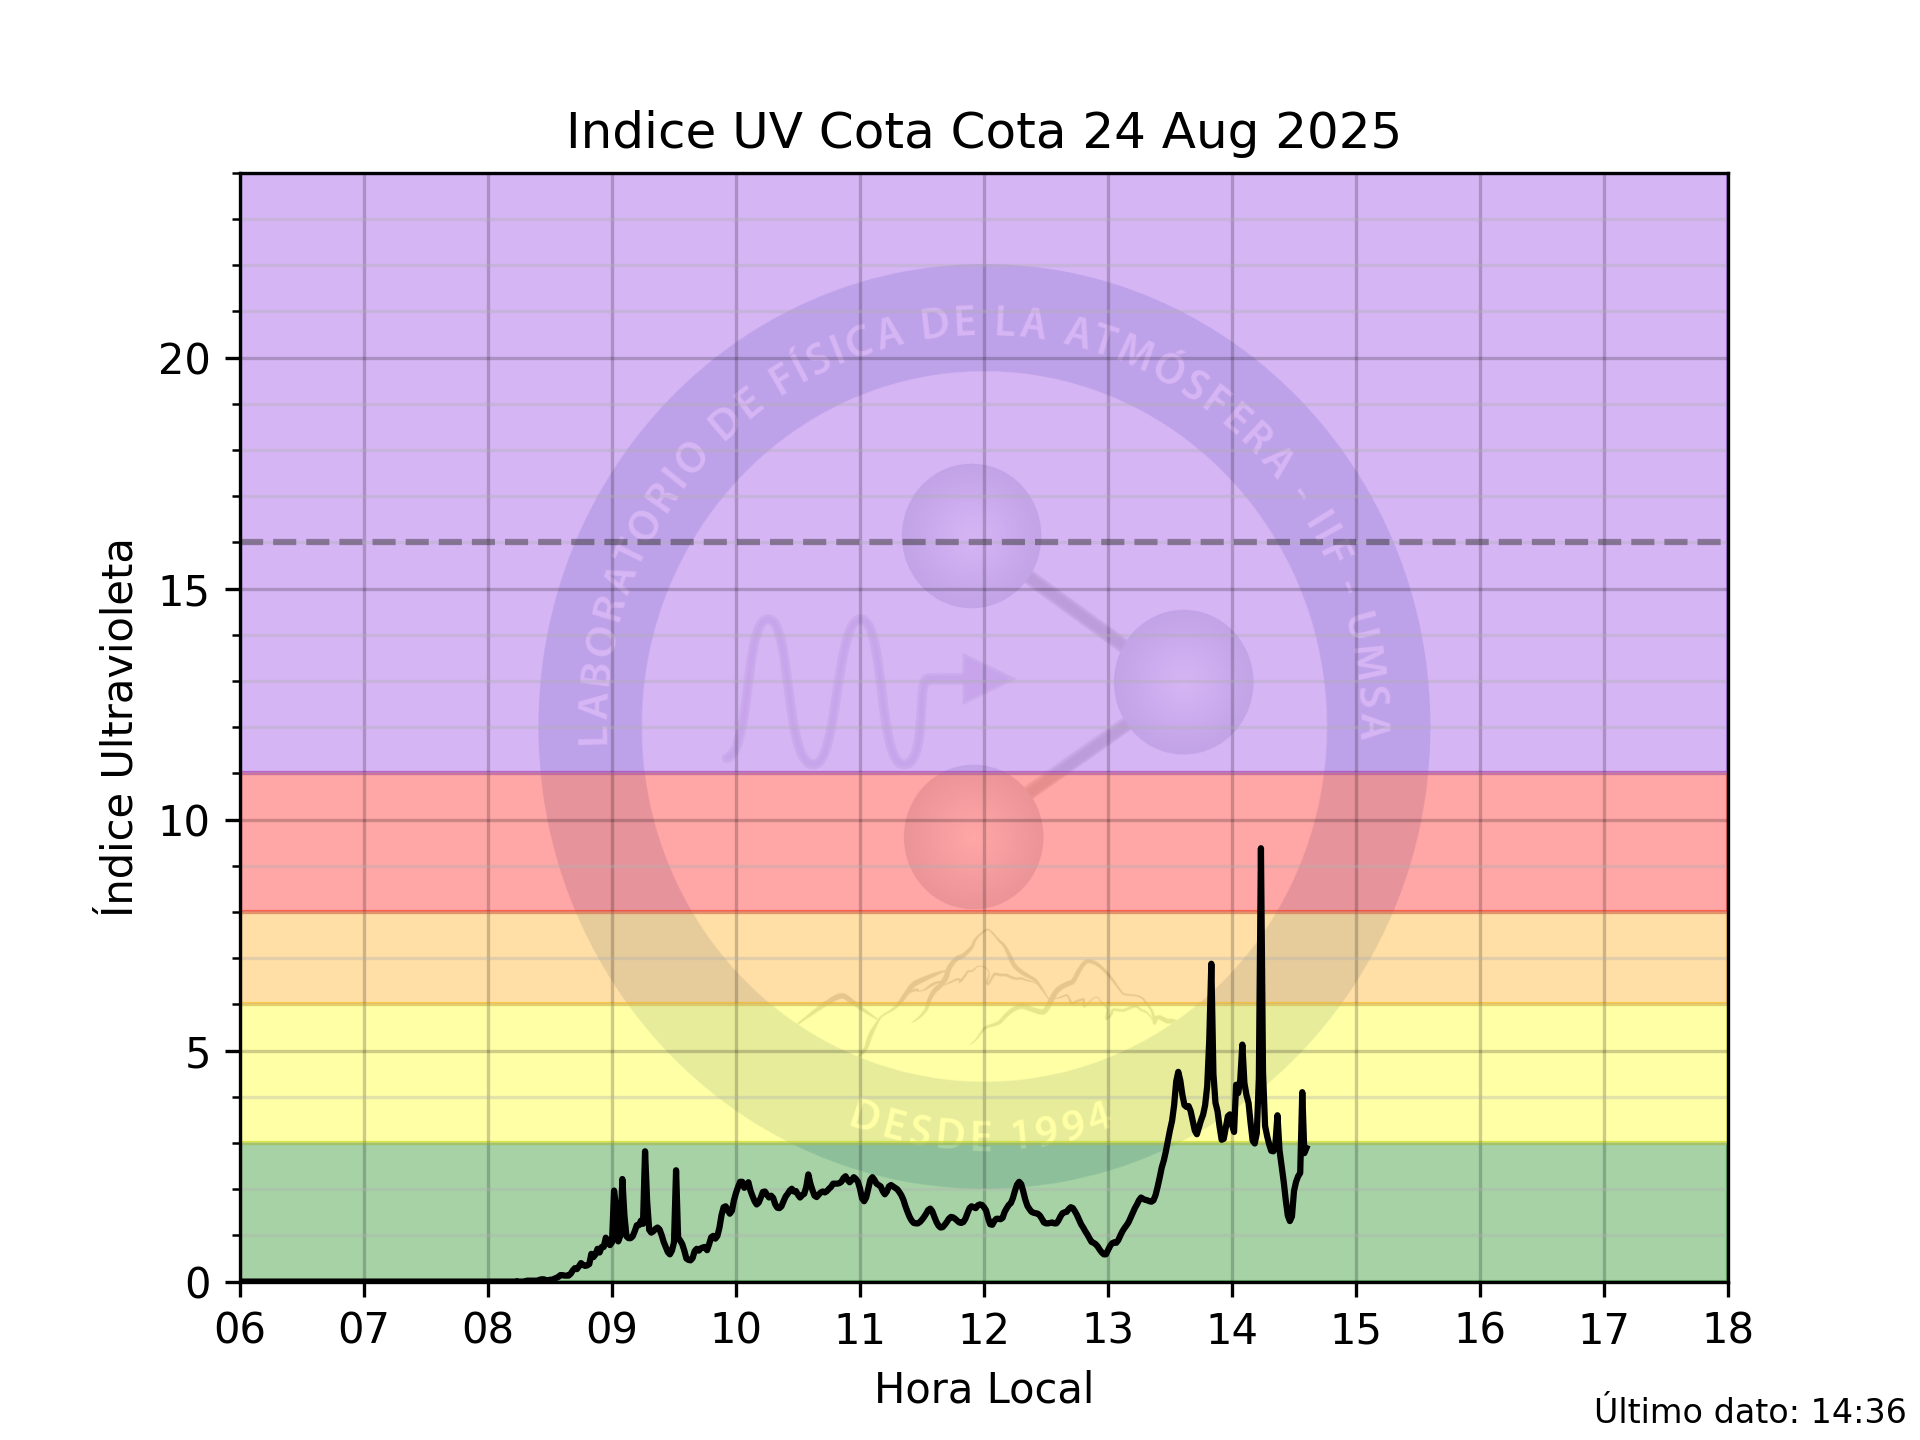 Indice UV Cota Cota 24 Aug 2025
LABORATORIO DE FÍSICA DE LA ATMÓSFERA - IIF - UMSA
DESDE 1994
Índice Ultravioleta
20
15
10
5
0
06 07 08 09 10 11 12 13 14 15 16 17 18
Hora Local
Último dato: 14:36